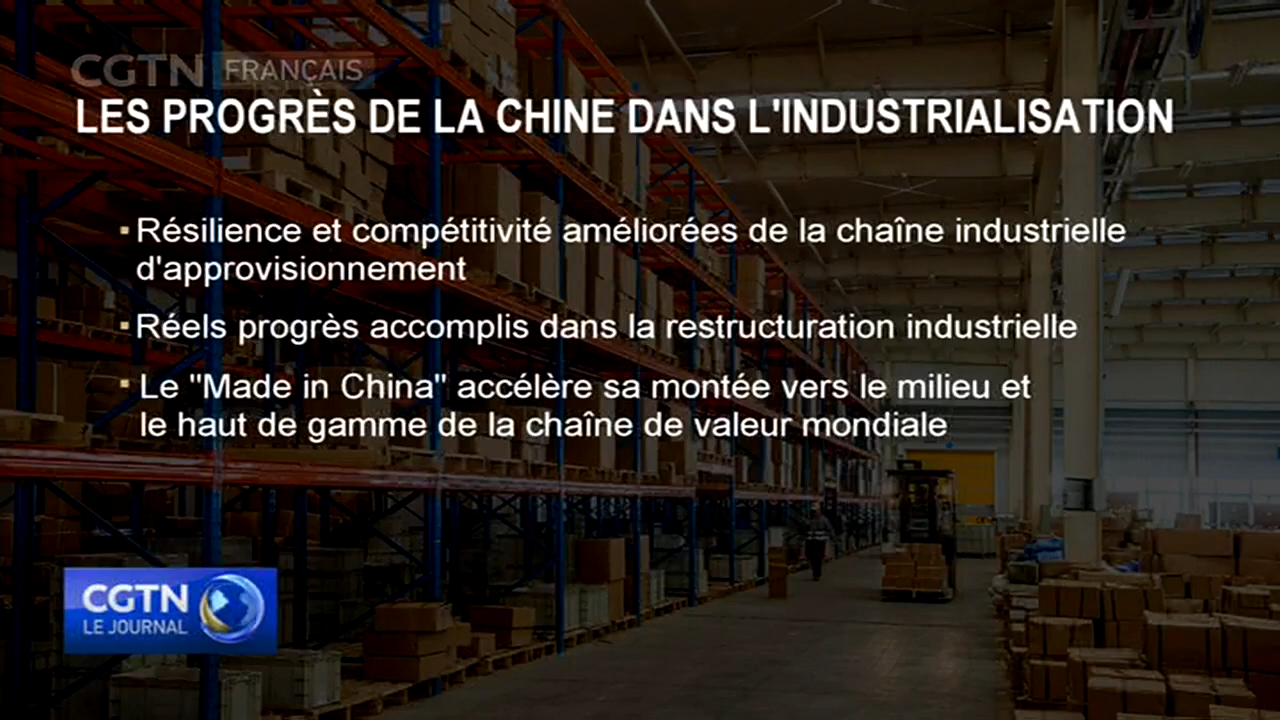 CGTN FRANÇAIS
LES PROGRÈS DE LA CHINE DANS L'INDUSTRIALISATION
▪ Résilience et compétitivité améliorées de la chaîne industrielle
d'approvisionnement
▪ Réels progrès accomplis dans la restructuration industrielle
▪ Le "Made in China" accélère sa montée vers le milieu et
le haut de gamme de la chaîne de valeur mondiale
CGTN
LE JOURNAL